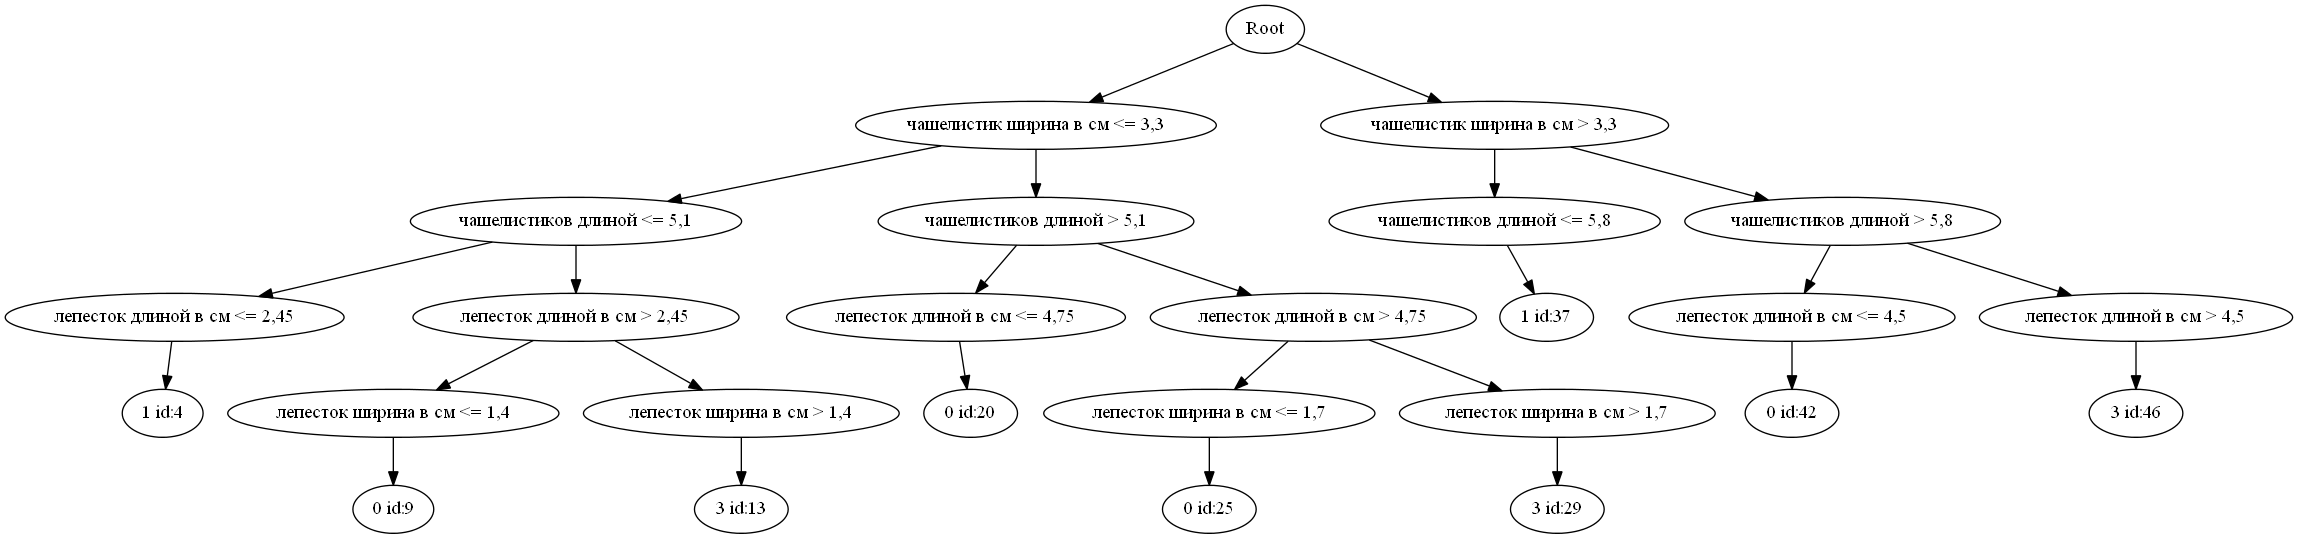 Root
чашелистик ширина в см <= 3,3
чашелистик ширина в см > 3,3
чашелистиков длиной <= 5,1
чашелистиков длиной > 5,1
чашелистиков длиной <= 5,8
чашелистиков длиной > 5,8
лепесток длиной в см <= 2,45
лепесток длиной в см > 2,45
лепесток длиной в см <= 4,75
лепесток длиной в см > 4,75
1 id:37
лепесток длиной в см <= 4,5
лепесток длиной в см > 4,5
1 id:4
лепесток ширина в см <= 1,4
лепесток ширина в см > 1,4
0 id:20
лепесток ширина в см <= 1,7
лепесток ширина в см > 1,7
0 id:42
3 id:46
0 id:9
3 id:13
0 id:25
3 id:29